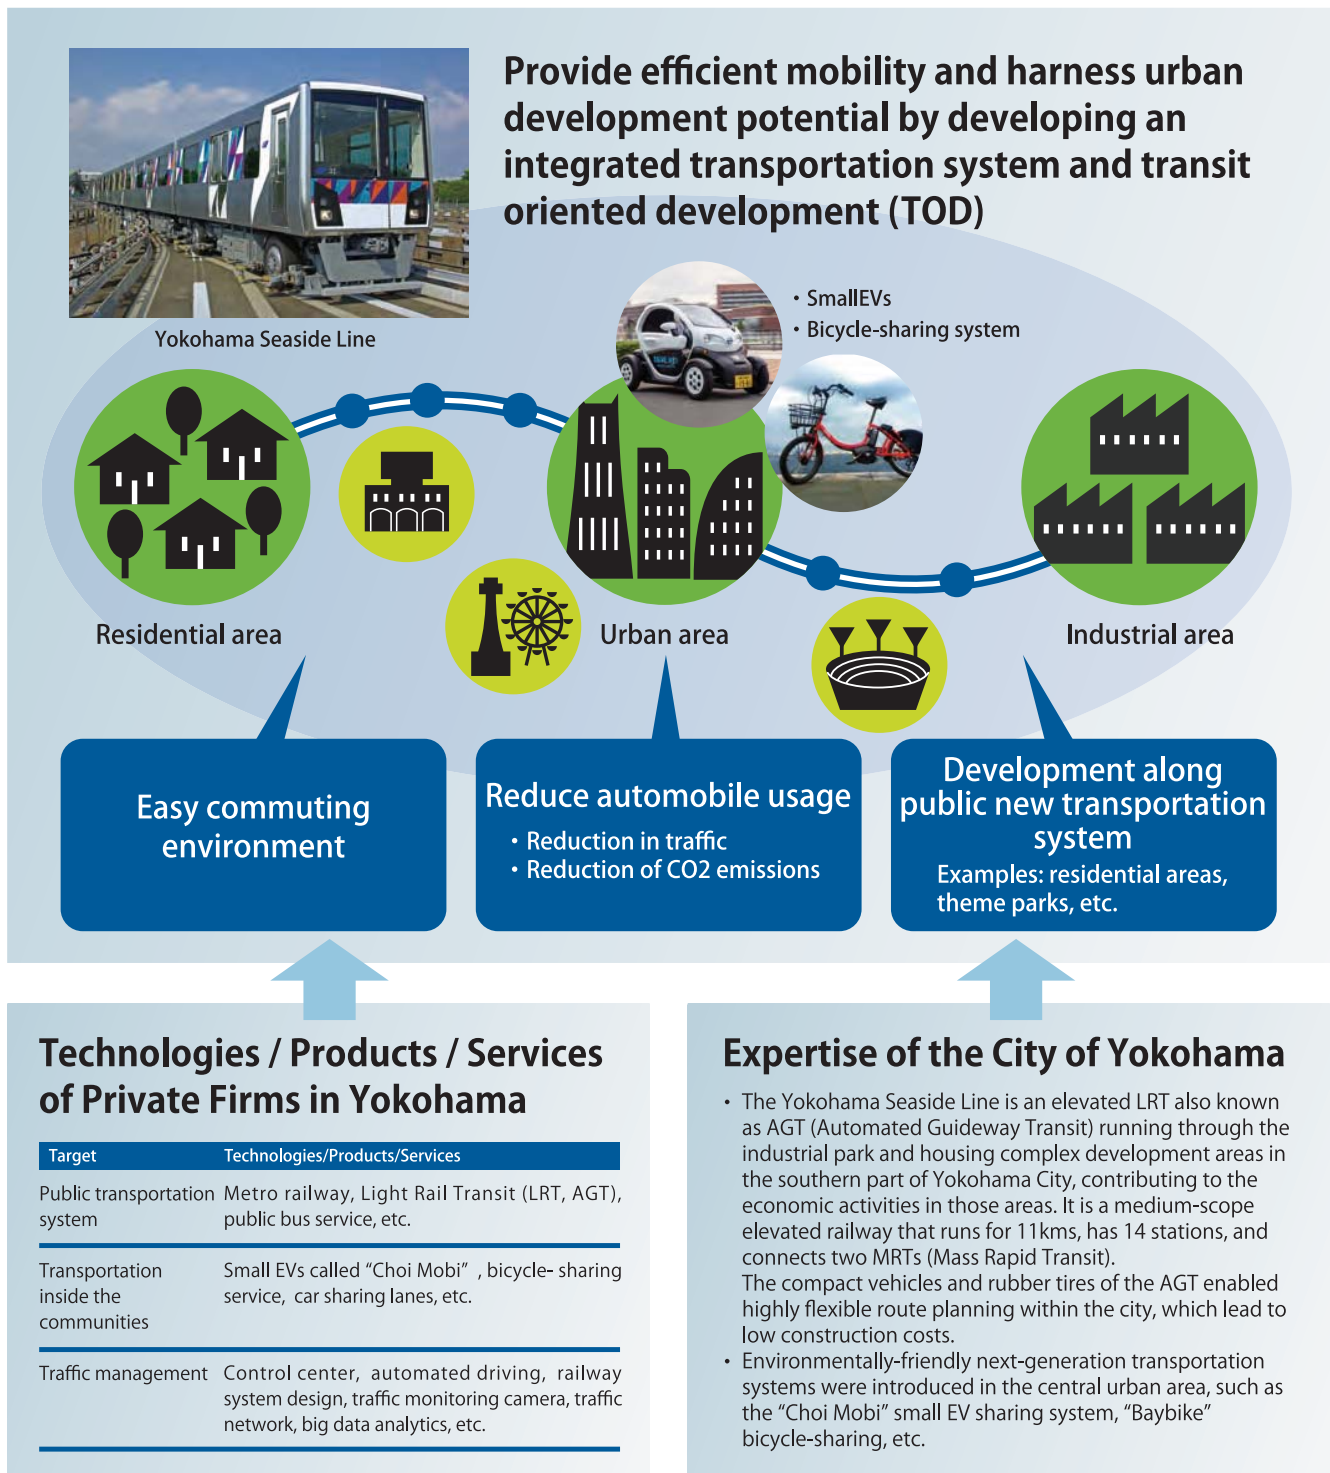 Provide efficient mobility and harness urban
development potential by developing an
integrated transportation system and transit
oriented development (TOD)
Yokohama Seaside Line
・SmallEVs
・Bicycle-sharing system
Residential area
Urban area
Industrial area
Easy commuting
environment
Reduce automobile usage
・Reduction in traffic
・Reduction of CO2 emissions
Development along
public new transportation
system
Examples: residential areas,
theme parks, etc.
Technologies / Products / Services
of Private Firms in Yokohama
Target Technologies/Products/Services
Public transportation Metro railway, Light Rail Transit (LRT, AGT),
system public bus service, etc.
Transportation Small EVs called “Choi Mobi” , bicycle- sharing
inside the service, car sharing lanes, etc.
communities
Traffic management Control center, automated driving, railway
system design, traffic monitoring camera, traffic
network, big data analytics, etc.
Expertise of the City of Yokohama
・The Yokohama Seaside Line is an elevated LRT also known
as AGT (Automated Guideway Transit) running through the
industrial park and housing complex development areas in
the southern part of Yokohama City, contributing to the
economic activities in those areas. It is a medium-scope
elevated railway that runs for 11kms, has 14 stations, and
connects two MRTs (Mass Rapid Transit).
The compact vehicles and rubber tires of the AGT enabled
highly flexible route planning within the city, which lead to
low construction costs.
・Environmentally-friendly next-generation transportation
systems were introduced in the central urban area, such as
the “Choi Mobi” small EV sharing system, “Baybike”
bicycle-sharing, etc.